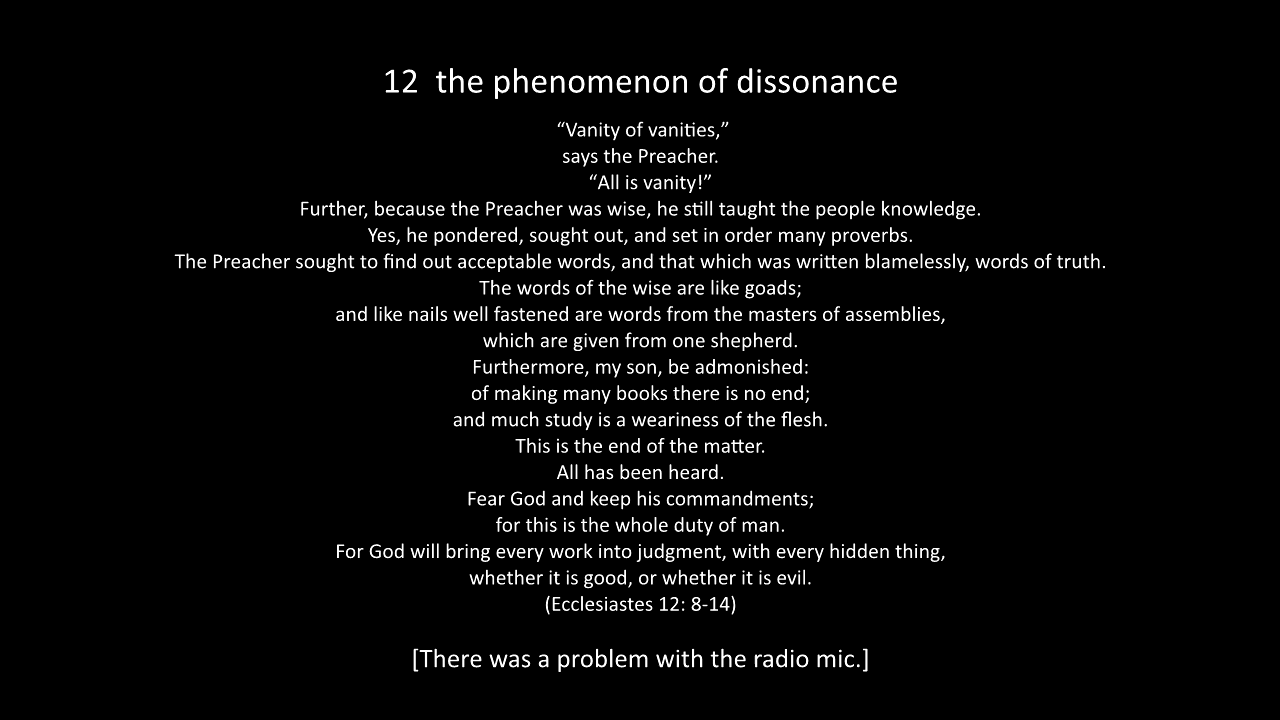 12  the phenomenon of dissonance
“Vanity of vanities,”
says the Preacher.
“All is vanity!”
Further, because the Preacher was wise, he still taught the people knowledge.
Yes, he pondered, sought out, and set in order many proverbs.
The Preacher sought to find out acceptable words, and that which was written blamelessly, words of truth.
The words of the wise are like goads;
and like nails well fastened are words from the masters of assemblies,
which are given from one shepherd.
Furthermore, my son, be admonished:
of making many books there is no end;
and much study is a weariness of the flesh.
This is the end of the matter.
All has been heard.
Fear God and keep his commandments;
for this is the whole duty of man.
For God will bring every work into judgment, with every hidden thing,
whether it is good, or whether it is evil.
(Ecclesiastes 12: 8-14)
[There was a problem with the radio mic.]